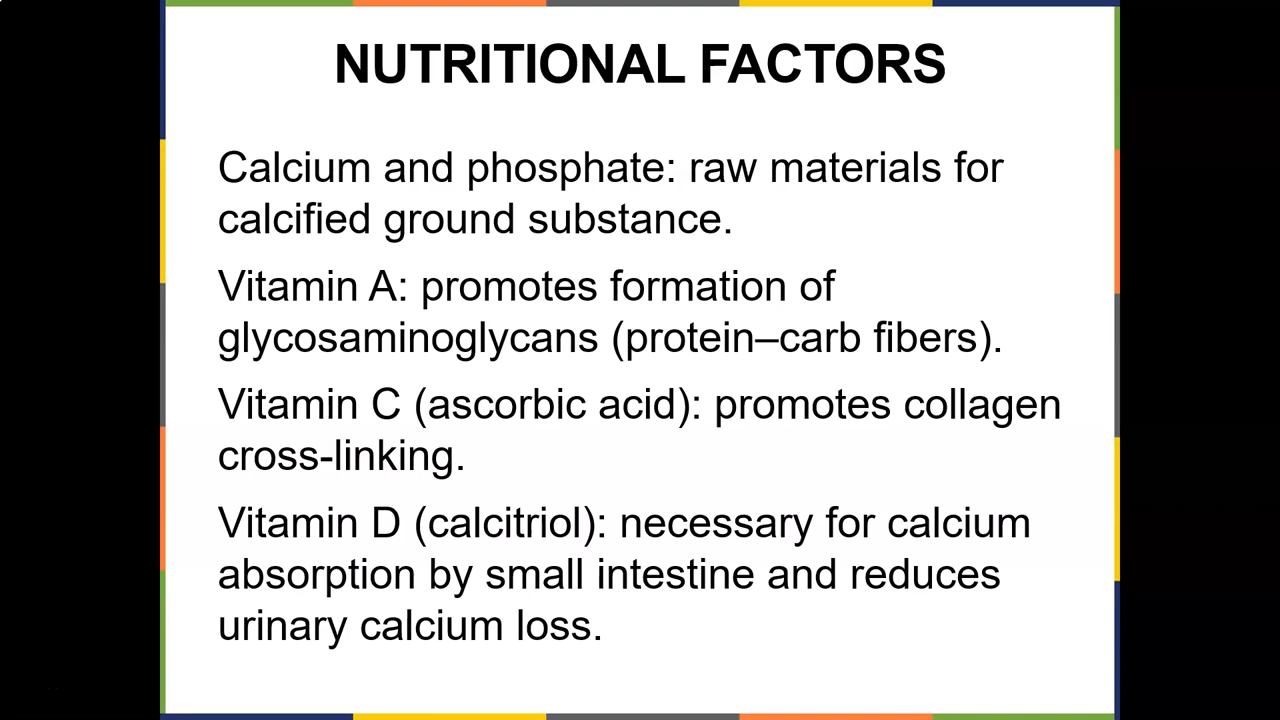 NUTRITIONAL FACTORS
Calcium and phosphate: raw materials for
calcified ground substance.
Vitamin A: promotes formation of
glycosaminoglycans (protein–carb fibers).
Vitamin C (ascorbic acid): promotes collagen
cross-linking.
Vitamin D (calcitriol): necessary for calcium
absorption by small intestine and reduces
urinary calcium loss.